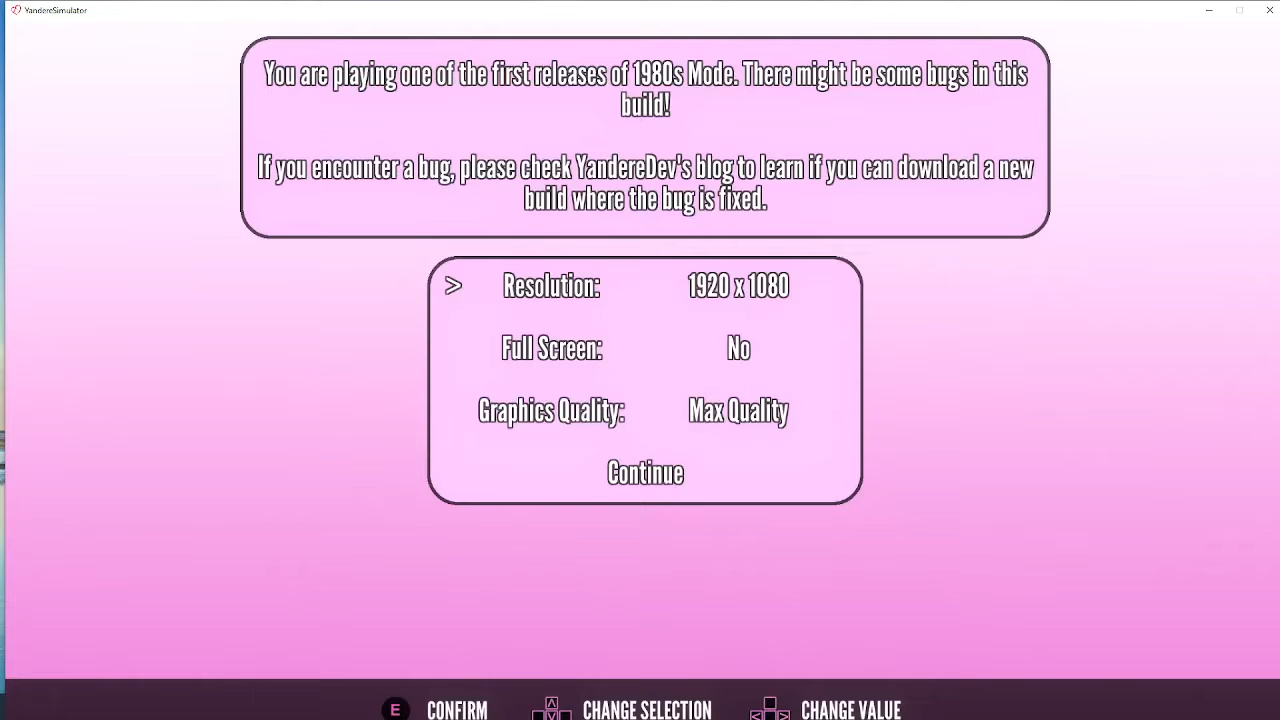 YandereSimulator
You are playing one of the first releases of 1980s Mode. There might be some bugs in this
build!
If you encounter a bug, please check YandereDev's blog to learn if you can download a new
build where the bug is fixed.
> Resolution: 1920 x 1080
Full Screen: No
Graphics Quality: Max Quality
Continue
E CONFIRM CHANGE SELECTION CHANGE VALUE